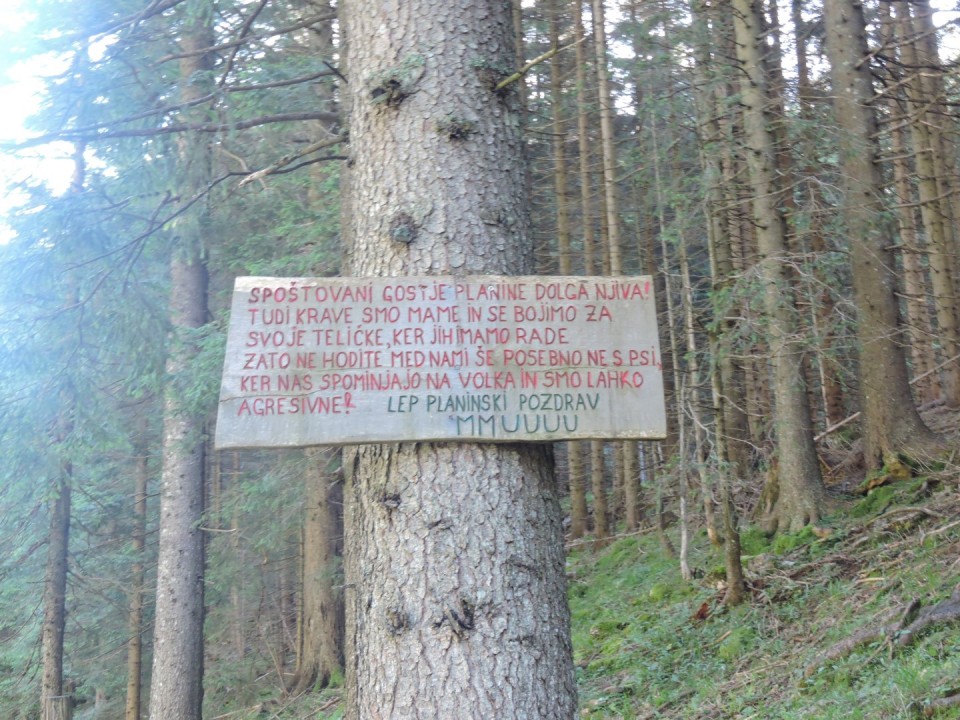 SPOŠTOVANI GOSTJE PLANINE DOLGA NJIVA!
TUDI KRAVE SMO MAME IN SE BOJIMO ZA
SVOJE TELIČKE, KER JIH IMAMO RADE
ZATO NE HODITE MED NAMI ŠE POSEBNO NE S PSI,
KER NAS SPOMINJAJO NA VOLKA IN SMO LAHKO
AGRESIVNE! LEP PLANINSKI POZDRAV
MMUUUU